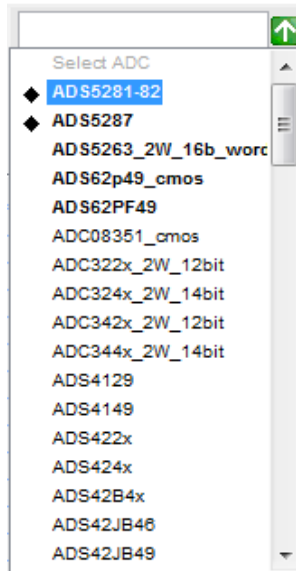 Select ADC
ADS5281-82
ADS5287
ADS5263_2W_16b_word
ADS62p49_cmos
ADS62PF49
ADC08351_cmos
ADC322x_2W_12bit
ADC324x_2W_14bit
ADC342x_2W_12bit
ADC344x_2W_14bit
ADS4129
ADS4149
ADS422x
ADS424x
ADS42B4x
ADS42JB46
ADS42JB49